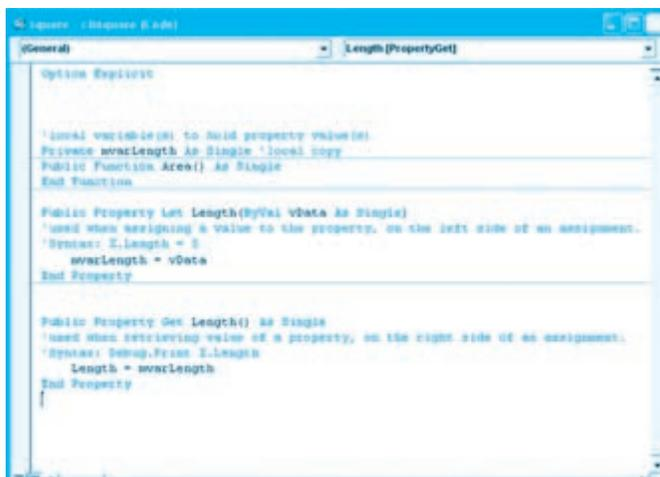 square - clsSquare (Code)
(General)
Length [PropertyGet]
Option Explicit
'local variable(s) to hold property value(s)
Private mvarLength As Single 'local copy
Public Function Area() As Single
End Function
Public Property Let Length(ByVal vData As Single)
'used when assigning a value to the property, on the left side of an assignment.
'Syntax: X.Length = 5
mvarLength = vData
End Property
Public Property Get Length() As Single
'used when retrieving value of a property, on the right side of an assignment.
'Syntax: Debug.Print X.Length
Length = mvarLength
End Property